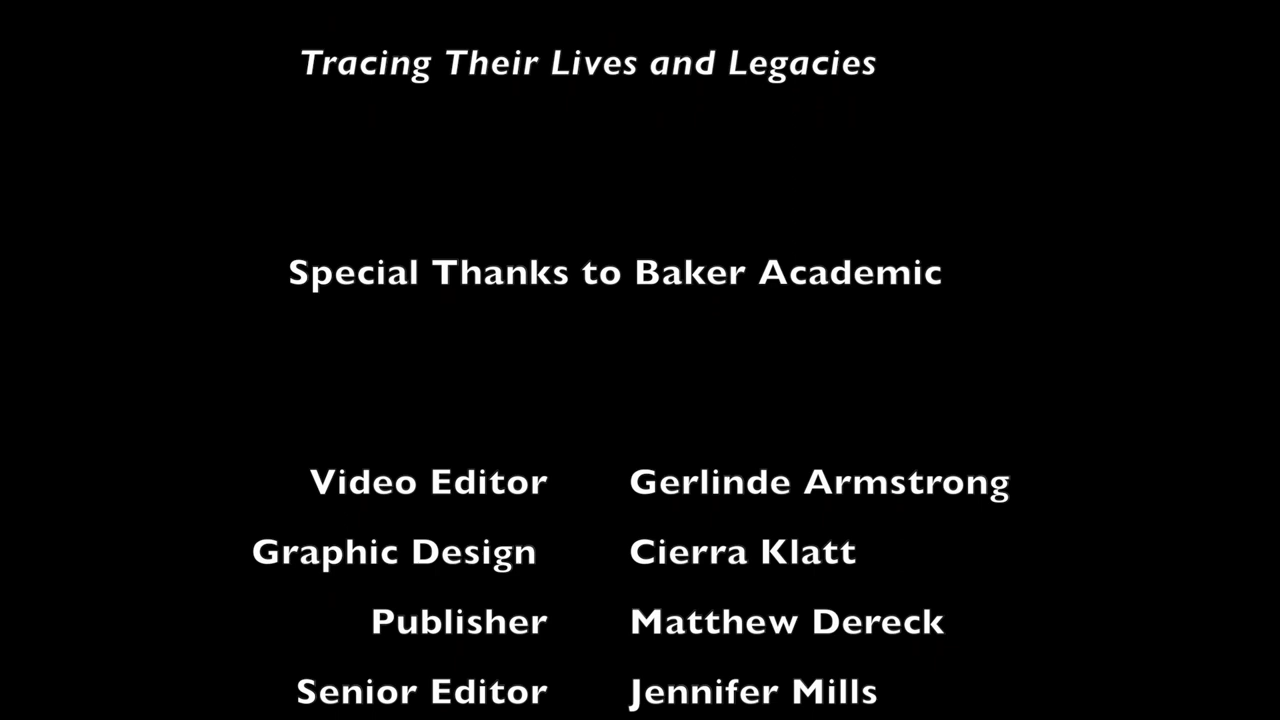 Tracing Their Lives and Legacies
Special Thanks to Baker Academic
Video Editor Gerlinde Armstrong
Graphic Design Cierra Klatt
Publisher Matthew Dereck
Senior Editor Jennifer Mills